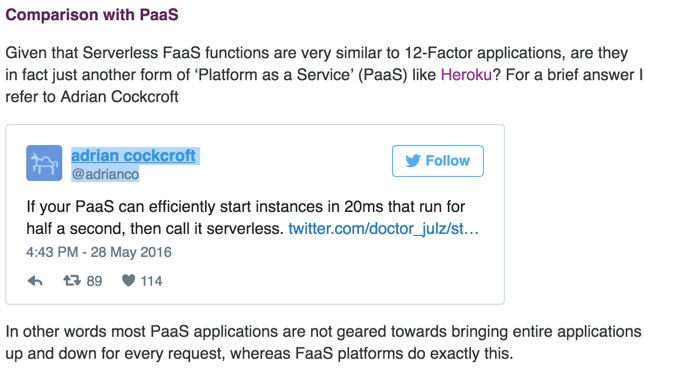 Comparison with PaaS
Given that Serverless FaaS functions are very similar to 12-Factor applications, are they
in fact just another form of ‘Platform as a Service’ (PaaS) like Heroku? For a brief answer I
refer to Adrian Cockcroft
adrian cockcroft
@adrianco
Follow
If your PaaS can efficiently start instances in 20ms that run for
half a second, then call it serverless. twitter.com/doctor_julz/st…
4:43 PM - 28 May 2016
89 114
In other words most PaaS applications are not geared towards bringing entire applications
up and down for every request, whereas FaaS platforms do exactly this.